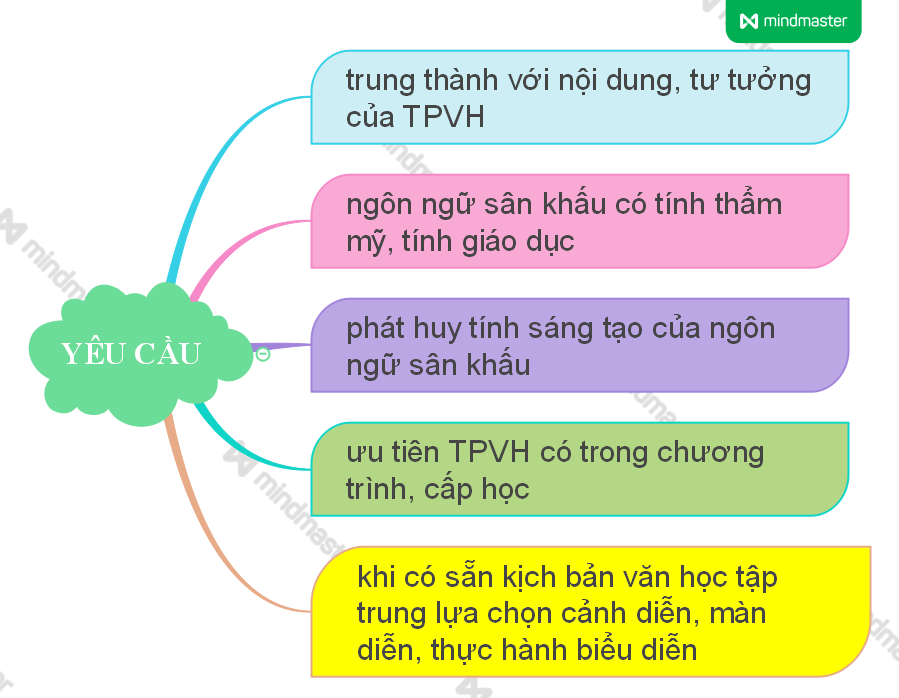 mindmaster
trung thành với nội dung, tư tưởng
của TPVH
ngôn ngữ sân khấu có tính thẩm
mỹ, tính giáo dục
YÊU CẦU
phát huy tính sáng tạo của ngôn
ngữ sân khấu
ưu tiên TPVH có trong chương
trình, cấp học
khi có sẵn kịch bản văn học tập
trung lựa chọn cảnh diễn, màn
diễn, thực hành biểu diễn
mindmaster